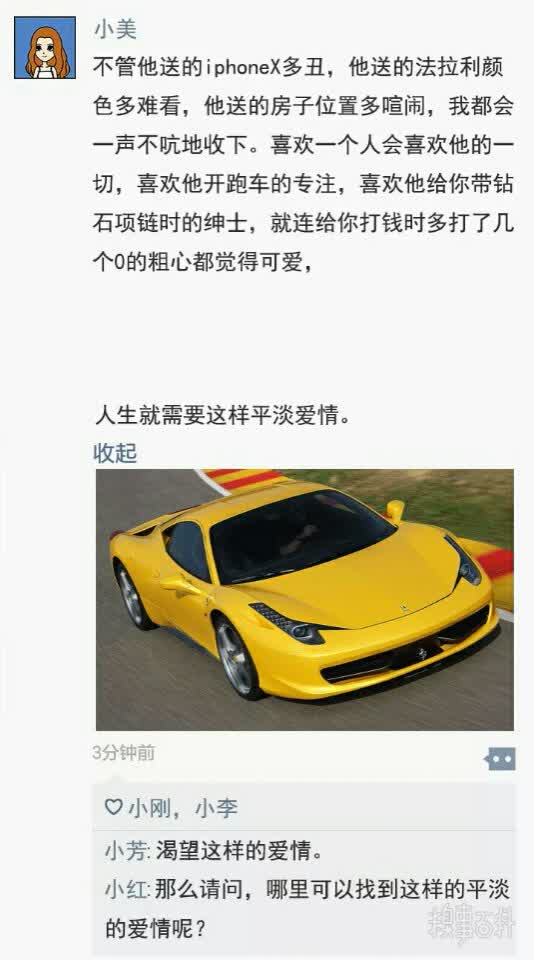 小美
不管他送的iphoneX多丑，他送的法拉利颜
色多难看，他送的房子位置多喧闹，我都会
一声不吭地收下。喜欢一个人会喜欢他的一
切，喜欢他开跑车的专注，喜欢他给你带钻
石项链时的绅士，就连给你打钱时多打了几
个0的粗心都觉得可爱，
人生就需要这样平淡爱情。
收起
3分钟前
小刚，小李
小芳:渴望这样的爱情。
小红:那么请问，哪里可以找到这样的平淡
的爱情呢？
糗事百科